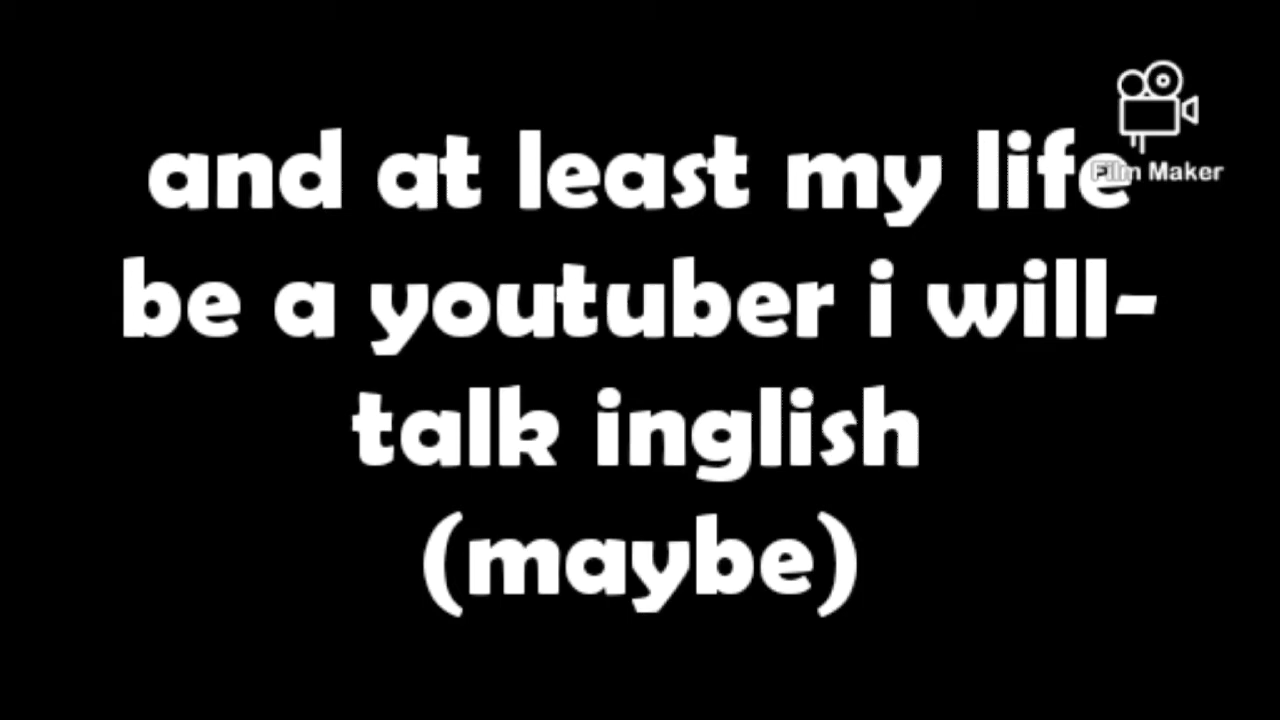 and at least my life
Film Maker
be a youtuber i will-
talk inglish
(maybe)